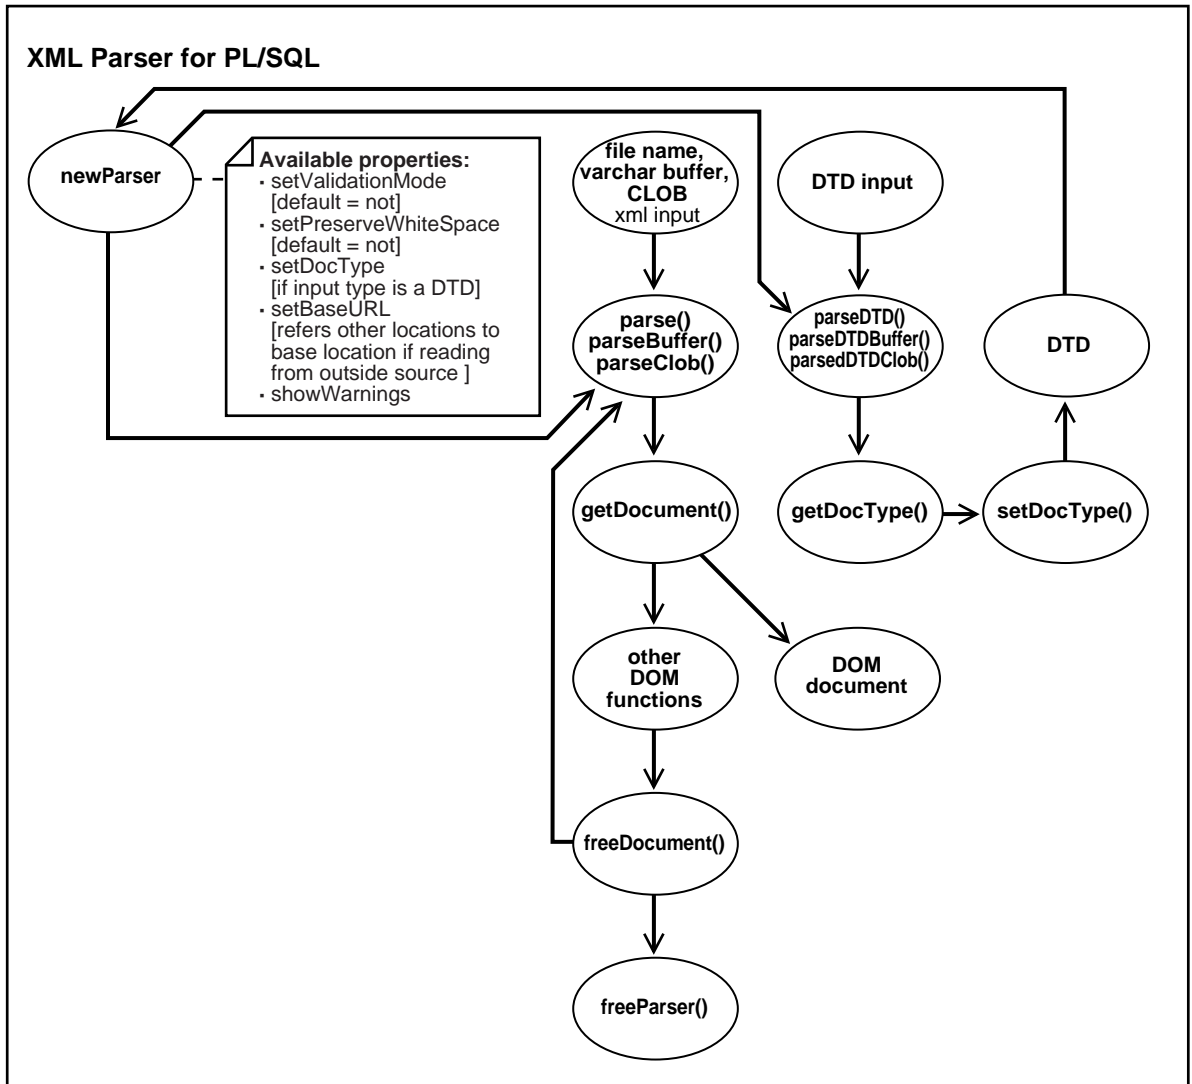 XML Parser for PL/SQL
newParser
Available properties:
· setValidationMode
[default = not]
· setPreserveWhiteSpace
[default = not]
· setDocType
[if input type is a DTD]
· setBaseURL
[refers other locations to
base location if reading
from outside source ]
· showWarnings
file name,
varchar buffer,
CLOB
xml input
DTD input
parse()
parseBuffer()
parseClob()
parseDTD()
parseDTDBuffer()
parsedDTDClob()
DTD
getDocument()
getDocType()
setDocType()
other
DOM
functions
DOM
document
freeDocument()
freeParser()